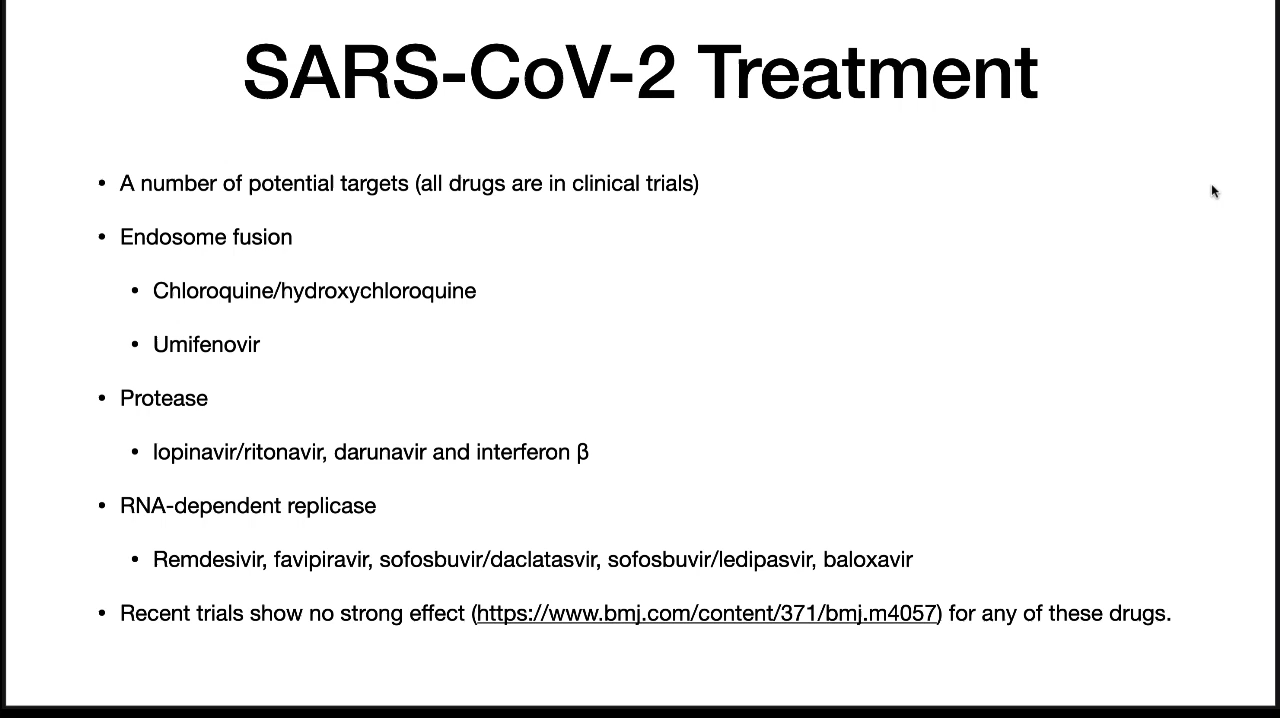 SARS-CoV-2 Treatment
• A number of potential targets (all drugs are in clinical trials)
• Endosome fusion
• Chloroquine/hydroxychloroquine
• Umifenovir
• Protease
• lopinavir/ritonavir, darunavir and interferon β
• RNA-dependent replicase
• Remdesivir, favipiravir, sofosbuvir/daclatasvir, sofosbuvir/ledipasvir, baloxavir
• Recent trials show no strong effect (https://www.bmj.com/content/371/bmj.m4057) for any of these drugs.